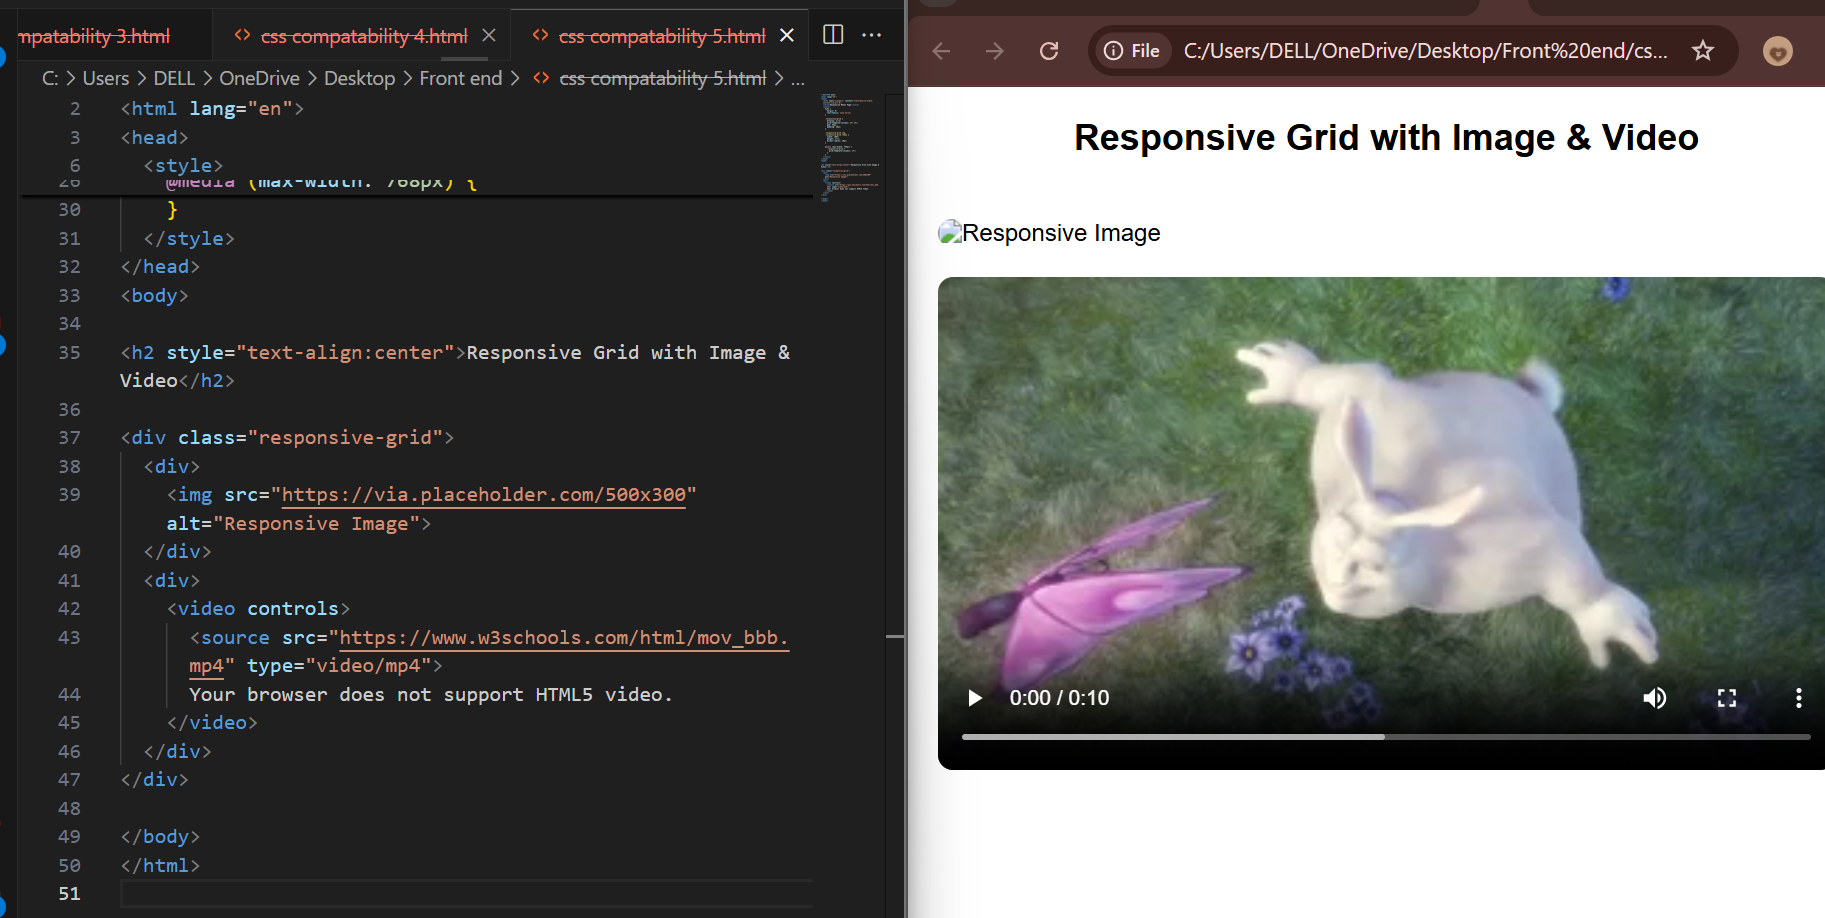 mpatability 3.html
css compatability 4.html
css compatability 5.html
C: > Users > DELL > OneDrive > Desktop > Front end > css compatability 5.html > ...
2 <html lang="en">
3 <head>
6 <style>
26 @media (max-width: 768px) {
30 }
31 </style>
32 </head>
33 <body>
34
35 <h2 style="text-align:center">Responsive Grid with Image &
Video</h2>
36
37 <div class="responsive-grid">
38 <div>
39 <img src="https://via.placeholder.com/500x300"
alt="Responsive Image">
40 </div>
41 <div>
42 <video controls>
43 <source src="https://www.w3schools.com/html/mov_bbb.
mp4" type="video/mp4">
44 Your browser does not support HTML5 video.
45 </video>
46 </div>
47 </div>
48
49 </body>
50 </html>
51
File
C:/Users/DELL/OneDrive/Desktop/Front%20end/cs...
Responsive Grid with Image & Video
Responsive Image
0:00 / 0:10